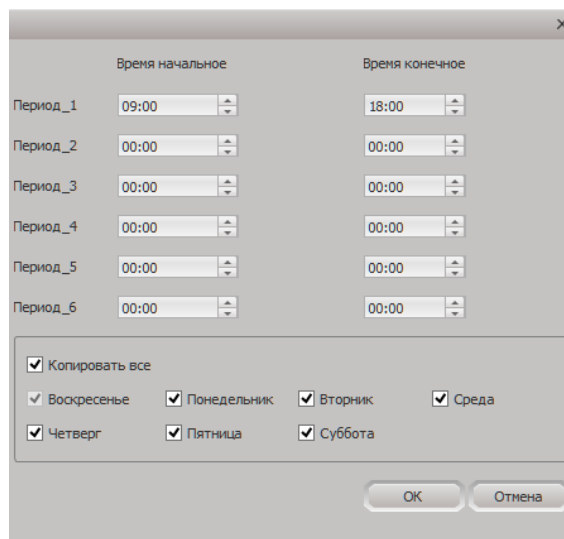 Время начальное Время конечное
Период_1 09:00 18:00
Период_2 00:00 00:00
Период_3 00:00 00:00
Период_4 00:00 00:00
Период_5 00:00 00:00
Период_6 00:00 00:00
Копировать все
Воскресенье Понедельник Вторник Среда
Четверг Пятница Суббота
ОК Отмена